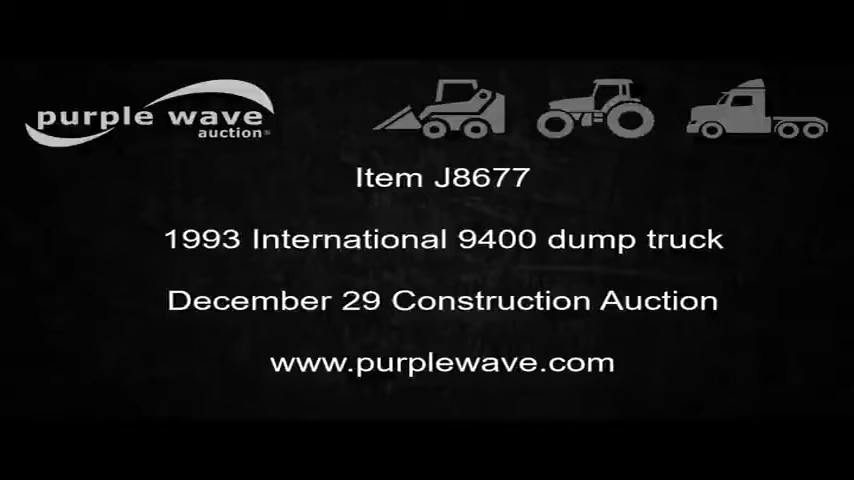 purple wave
auction®
Item J8677
1993 International 9400 dump truck
December 29 Construction Auction
www.purplewave.com